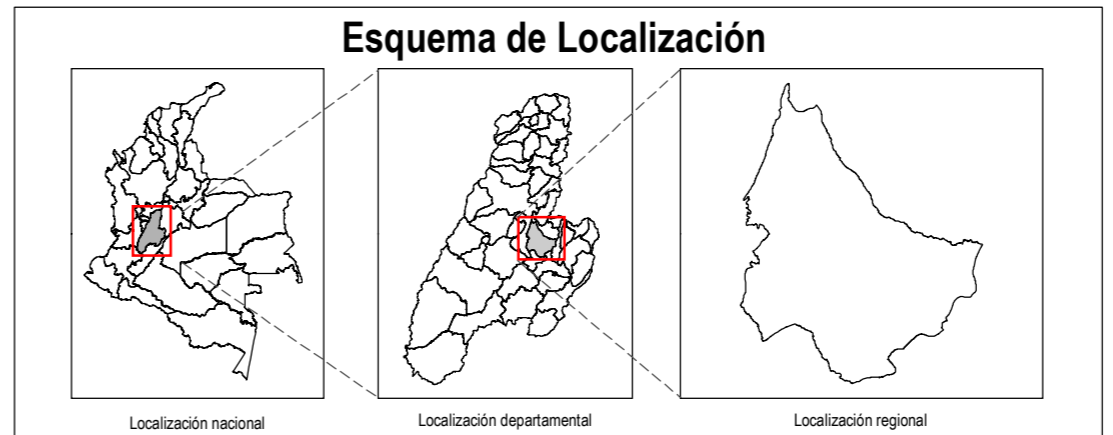 Esquema de Localización
Localización nacional
Localización departamental
Localización regional